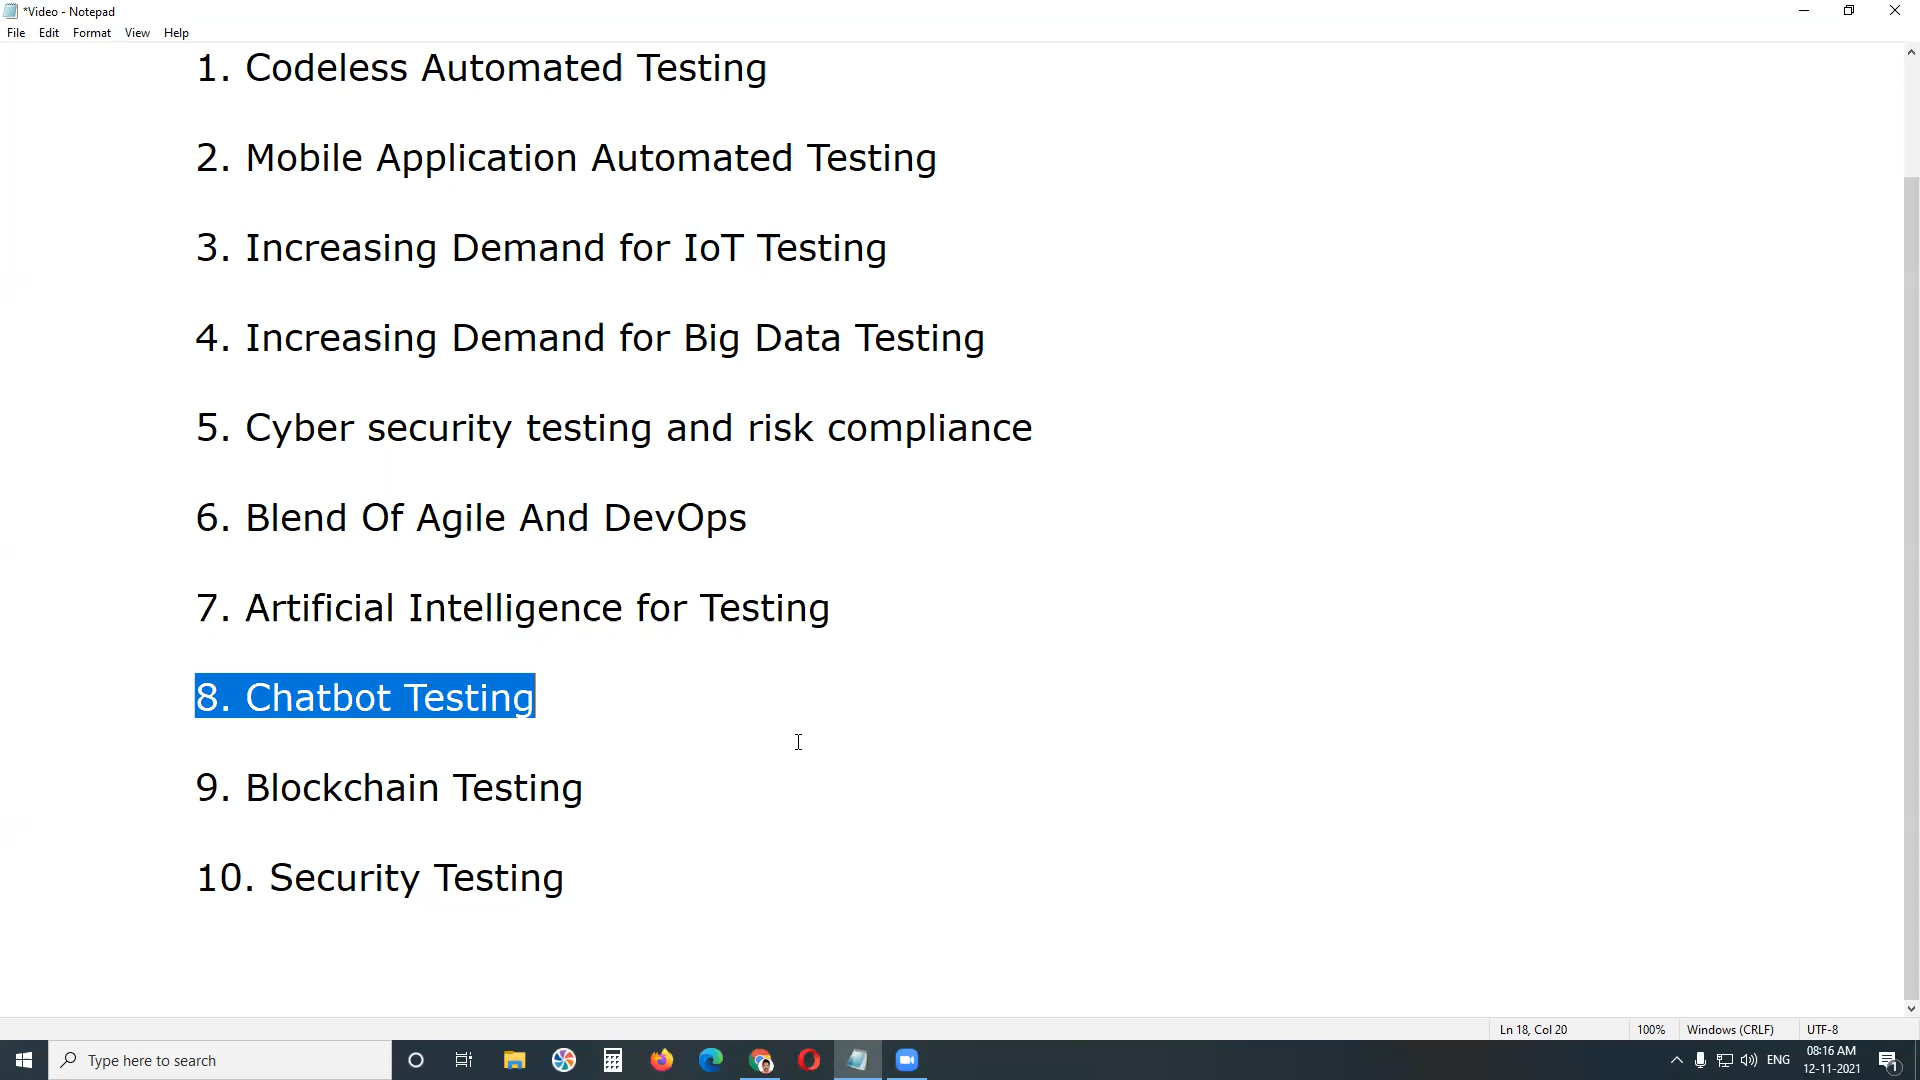 *Video - Notepad
File Edit Format View Help
1. Codeless Automated Testing
2. Mobile Application Automated Testing
3. Increasing Demand for IoT Testing
4. Increasing Demand for Big Data Testing
5. Cyber security testing and risk compliance
6. Blend Of Agile And DevOps
7. Artificial Intelligence for Testing
8. Chatbot Testing
9. Blockchain Testing
10. Security Testing
Ln 18, Col 20 100% Windows (CRLF) UTF-8
Type here to search
ENG
08:16 AM
12-11-2021
1